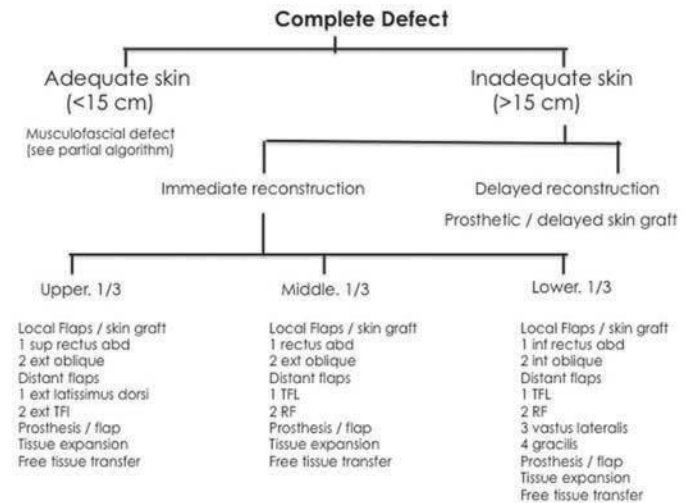 Complete Defect
Adequate skin
(<15 cm)
Musculofascial defect
(see partial algorithm)
Inadequate skin
(>15 cm)
Immediate reconstruction
Delayed reconstruction
Prosthetic / delayed skin graft
Upper. 1/3
Local Flaps / skin graft
1 sup rectus abd
2 ext oblique
Distant flaps
1 ext latissimus dorsi
2 ext TFl
Prosthesis / flap
Tissue expansion
Free tissue transfer
Middle. 1/3
Local Flaps / skin graft
1 rectus abd
2 ext oblique
Distant flaps
1 TFL
2 RF
Prosthesis / flap
Tissue expansion
Free tissue transfer
Lower. 1/3
Local Flaps / skin graft
1 inf rectus abd
2 int oblique
Distant flaps
1 TFL
2 RF
3 vastus lateralis
4 gracilis
Prosthesis / flap
Tissue expansion
Free tissue transfer